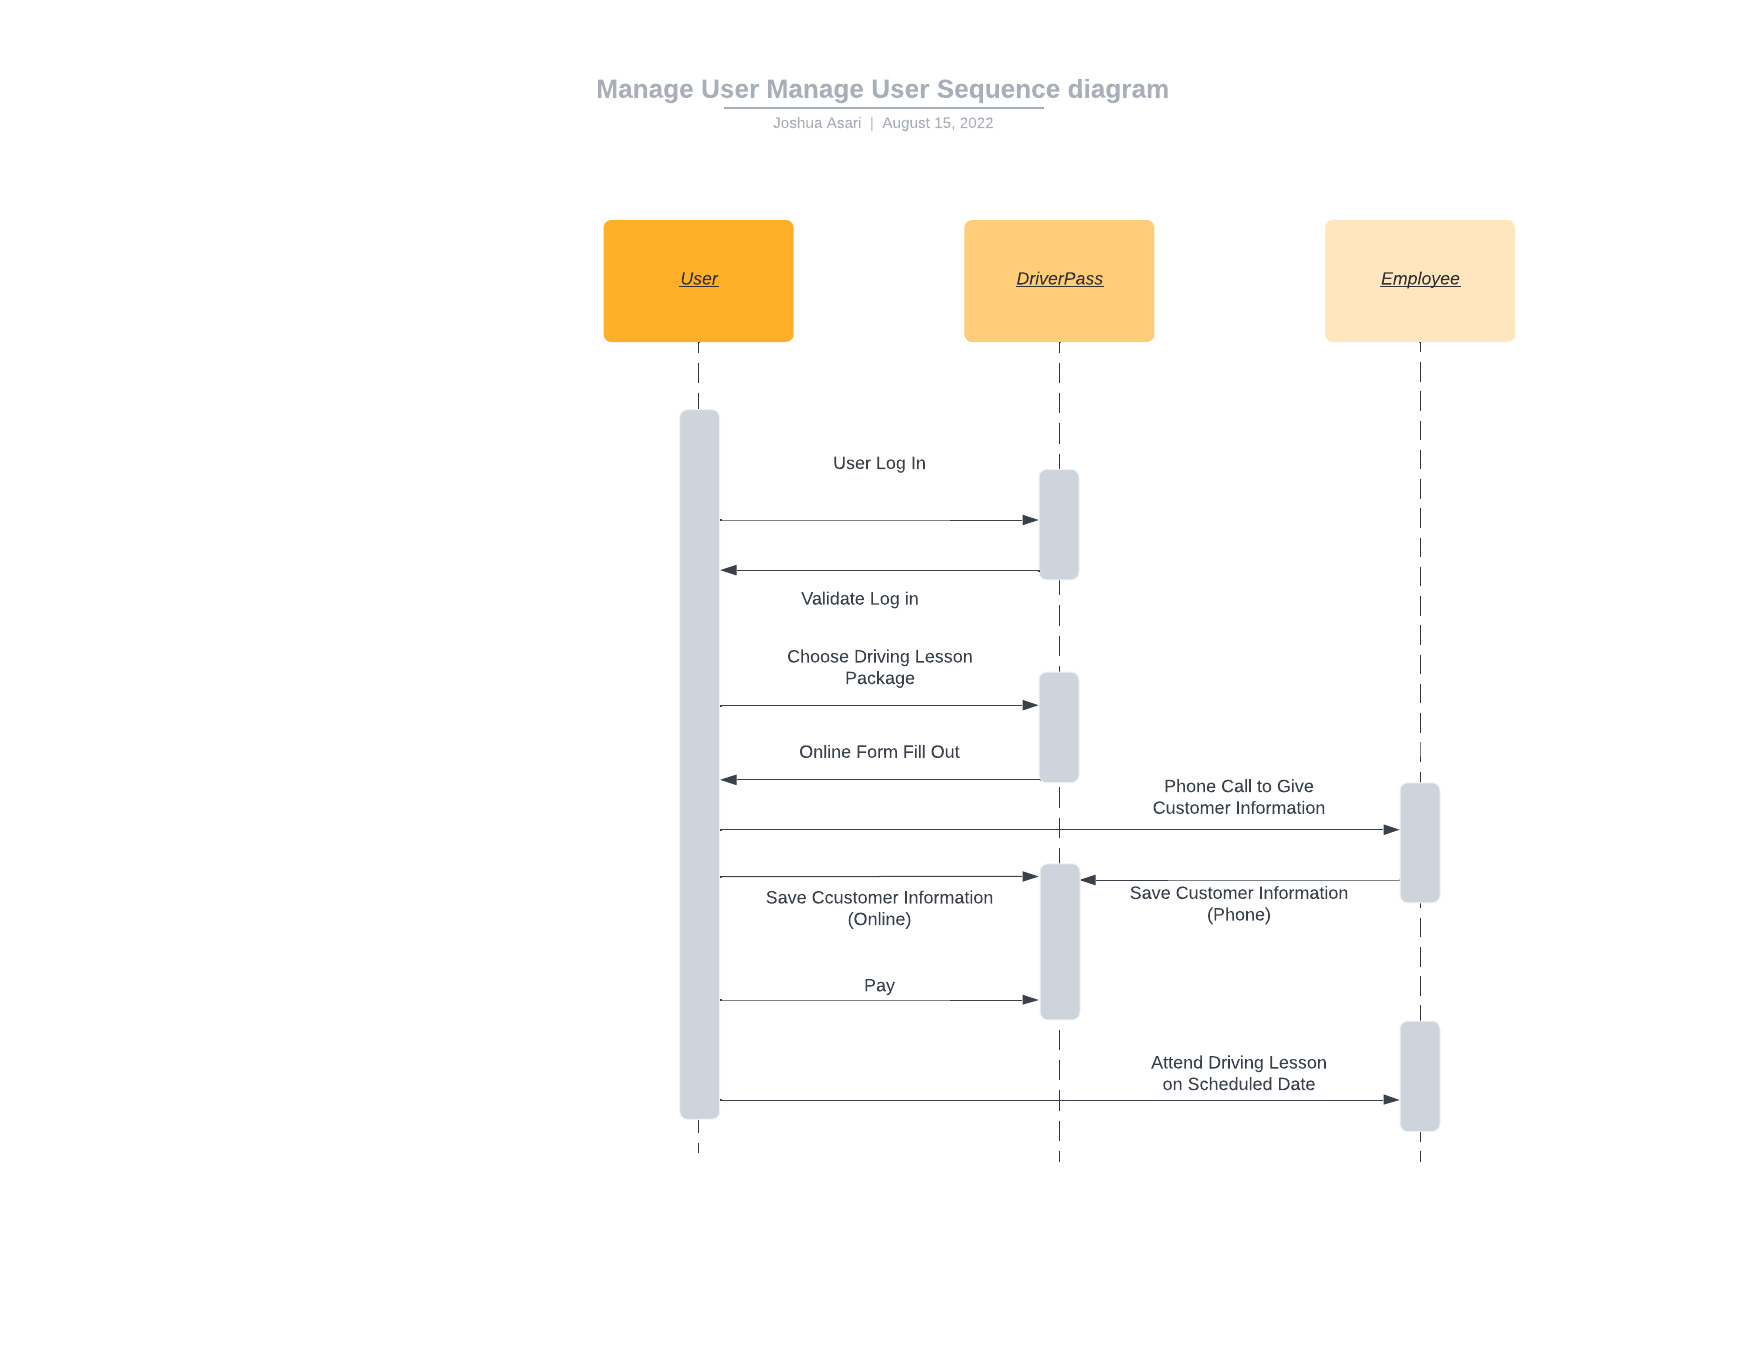 Manage User Manage User Sequence diagram
Joshua Asari | August 15, 2022
User
DriverPass
Employee
User Log In
Validate Log in
Choose Driving Lesson
Package
Online Form Fill Out
Phone Call to Give
Customer Information
Save Ccustomer Information
(Online)
Save Customer Information
(Phone)
Pay
Attend Driving Lesson
on Scheduled Date